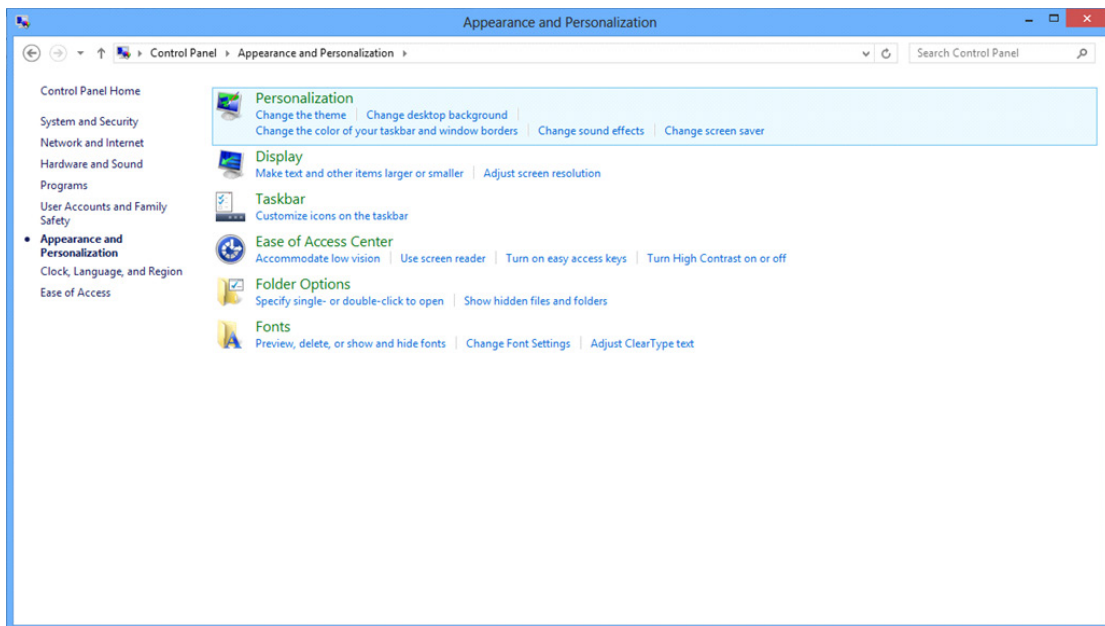 Appearance and Personalization
Control Panel Appearance and Personalization
Search Control Panel
Control Panel Home
System and Security
Network and Internet
Hardware and Sound
Programs
User Accounts and Family
Safety
Appearance and
Personalization
Clock, Language, and Region
Ease of Access
Personalization
Change the theme Change desktop background
Change the color of your taskbar and window borders Change sound effects Change screen saver
Display
Make text and other items larger or smaller Adjust screen resolution
Taskbar
Customize icons on the taskbar
Ease of Access Center
Accommodate low vision Use screen reader Turn on easy access keys Turn High Contrast on or off
Folder Options
Specify single- or double-click to open Show hidden files and folders
Fonts
Preview, delete, or show and hide fonts Change Font Settings Adjust ClearType text